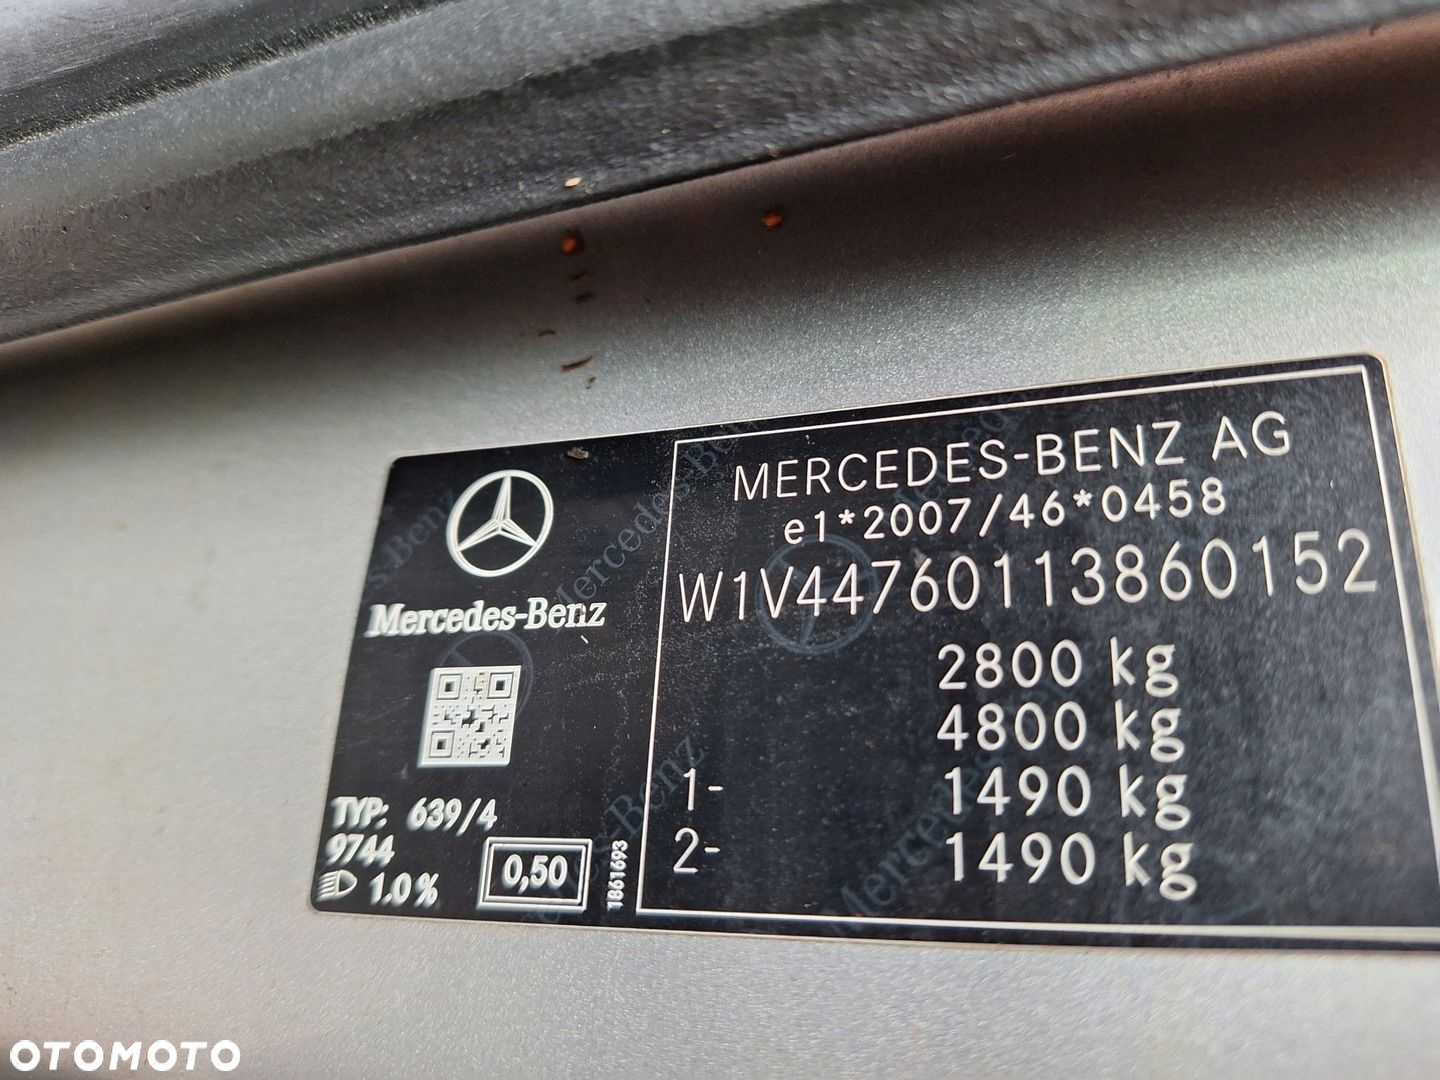 MERCEDES-BENZ AG
e1*2007/46*0458
W1V44760113860152
2800 kg
4800 kg
1- 1490 kg
2- 1490 kg
Mercedes-Benz
TYP: 639/4
9744
1.0%
0,50
1861693
OTOMOTO